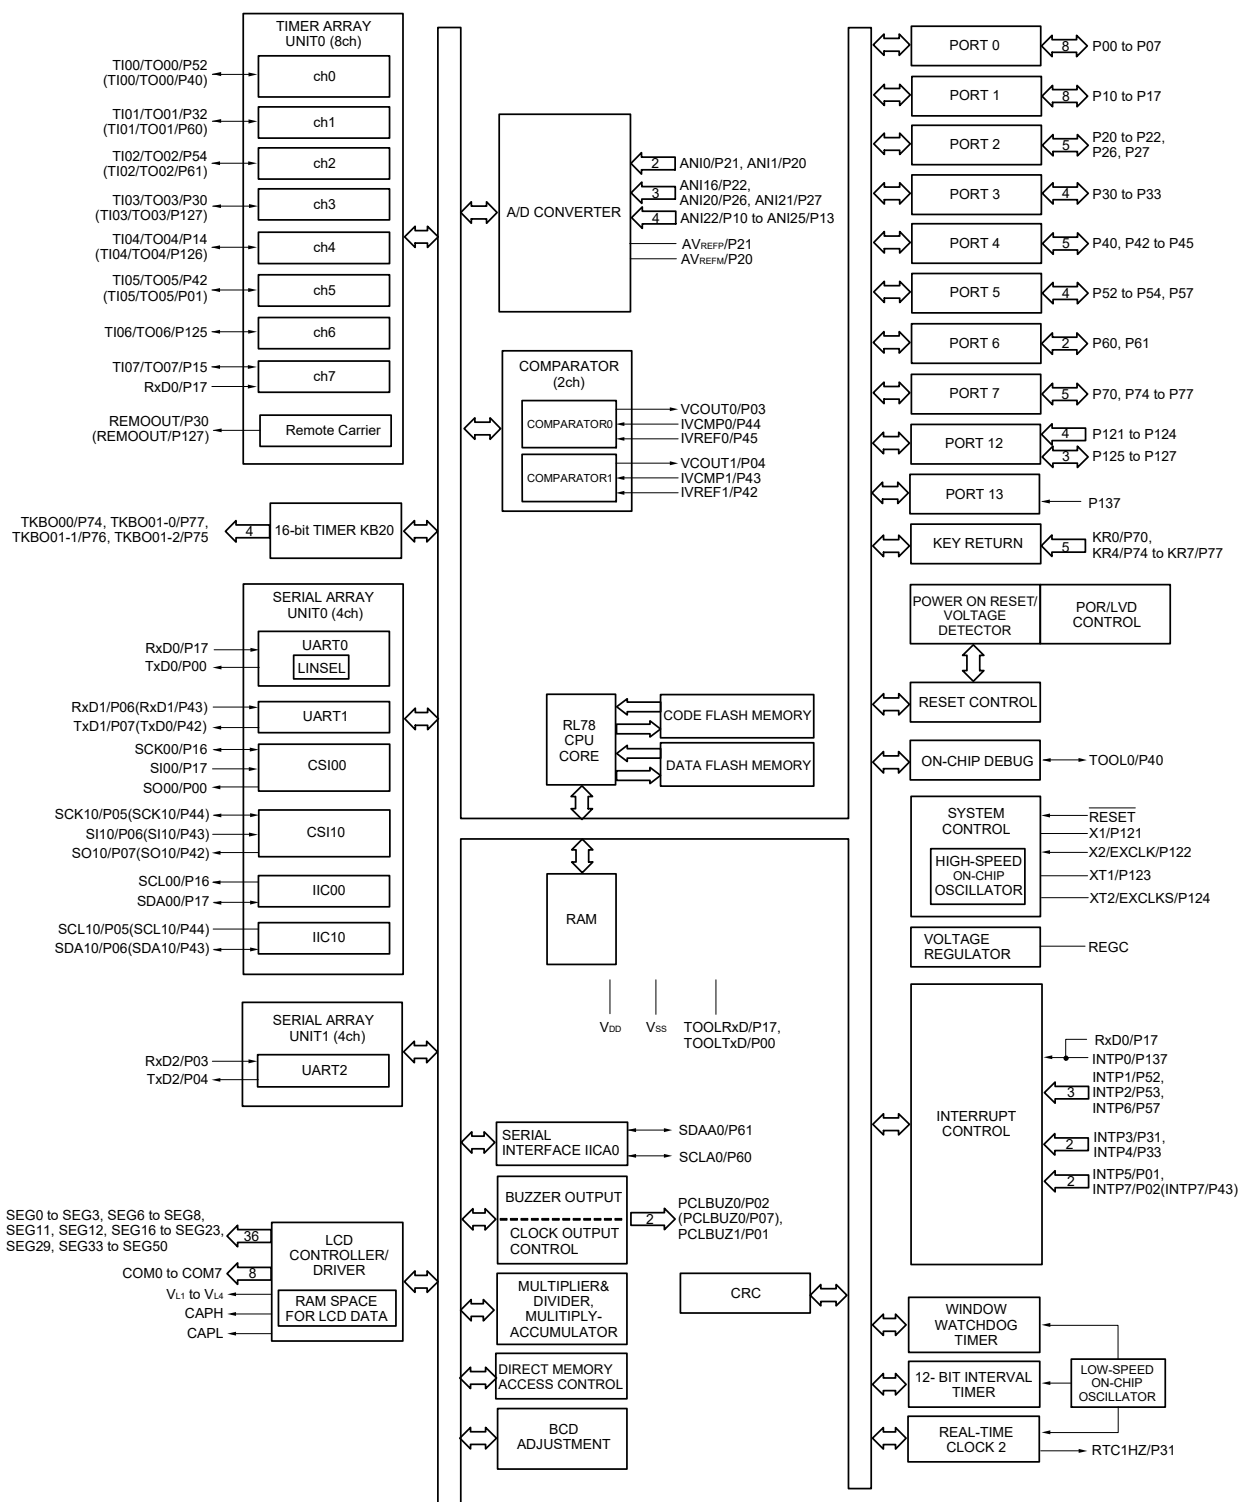 TIMER ARRAY
UNIT0 (8ch)
TI00/TO00/P52
(TI00/TO00/P40)
ch0
TI01/TO01/P32
(TI01/TO01/P60)
ch1
TI02/TO02/P54
(TI02/TO02/P61)
ch2
TI03/TO03/P30
(TI03/TO03/P127)
ch3
TI04/TO04/P14
(TI04/TO04/P126)
ch4
TI05/TO05/P42
(TI05/TO05/P01)
ch5
TI06/TO06/P125
ch6
TI07/TO07/P15
RxD0/P17
ch7
REMOOUT/P30
(REMOOUT/P127)
Remote Carrier
TKBO00/P74, TKBO01-0/P77,
TKBO01-1/P76, TKBO01-2/P75
4
16-bit TIMER KB20
SERIAL ARRAY
UNIT0 (4ch)
RxD0/P17
TxD0/P00
UART0
LINSEL
RxD1/P06(RxD1/P43)
TxD1/P07(TxD0/P42)
UART1
SCK00/P16
SI00/P17
SO00/P00
CSI00
SCK10/P05(SCK10/P44)
SI10/P06(SI10/P43)
SO10/P07(SO10/P42)
CSI10
SCL00/P16
SDA00/P17
IIC00
SCL10/P05(SCL10/P44)
SDA10/P06(SDA10/P43)
IIC10
SERIAL ARRAY
UNIT1 (4ch)
RxD2/P03
TxD2/P04
UART2
SEG0 to SEG3, SEG6 to SEG8,
SEG11, SEG12, SEG16 to SEG23,
SEG29, SEG33 to SEG50
36
COM0 to COM7
8
VL1 to VL4
CAPH
CAPL
LCD
CONTROLLER/
DRIVER
RAM SPACE
FOR LCD DATA
A/D CONVERTER
2
ANI0/P21, ANI1/P20
3
ANI16/P22,
ANI20/P26, ANI21/P27
4
ANI22/P10 to ANI25/P13
AVREFP/P21
AVREFM/P20
COMPARATOR
(2ch)
COMPARATOR0
VCOUT0/P03
IVCMP0/P44
IVREF0/P45
COMPARATOR1
VCOUT1/P04
IVCMP1/P43
IVREF1/P42
RL78
CPU
CORE
CODE FLASH MEMORY
DATA FLASH MEMORY
RAM
VDD
VSS
TOOLRxD/P17,
TOOLTxD/P00
SERIAL
INTERFACE IICA0
SDAA0/P61
SCLA0/P60
BUZZER OUTPUT
CLOCK OUTPUT
CONTROL
2
PCLBUZ0/P02
(PCLBUZ0/P07),
PCLBUZ1/P01
MULTIPLIER&
DIVIDER,
MULITIPLY-
ACCUMULATOR
CRC
DIRECT MEMORY
ACCESS CONTROL
BCD
ADJUSTMENT
PORT 0
8
P00 to P07
PORT 1
8
P10 to P17
PORT 2
5
P20 to P22,
P26, P27
PORT 3
4
P30 to P33
PORT 4
5
P40, P42 to P45
PORT 5
4
P52 to P54, P57
PORT 6
2
P60, P61
PORT 7
5
P70, P74 to P77
PORT 12
4
P121 to P124
3
P125 to P127
PORT 13
P137
KEY RETURN
5
KR0/P70,
KR4/P74 to KR7/P77
POWER ON RESET/
VOLTAGE
DETECTOR
POR/LVD
CONTROL
RESET CONTROL
ON-CHIP DEBUG
TOOL0/P40
SYSTEM
CONTROL
HIGH-SPEED
ON-CHIP
OSCILLATOR
RESET
X1/P121
X2/EXCLK/P122
XT1/P123
XT2/EXCLKS/P124
VOLTAGE
REGULATOR
REGC
INTERRUPT
CONTROL
RxD0/P17
INTP0/P137
3
INTP1/P52,
INTP2/P53,
INTP6/P57
2
INTP3/P31,
INTP4/P33
2
INTP5/P01,
INTP7/P02(INTP7/P43)
WINDOW
WATCHDOG
TIMER
12- BIT INTERVAL
TIMER
LOW-SPEED
ON-CHIP
OSCILLATOR
REAL-TIME
CLOCK 2
RTC1HZ/P31